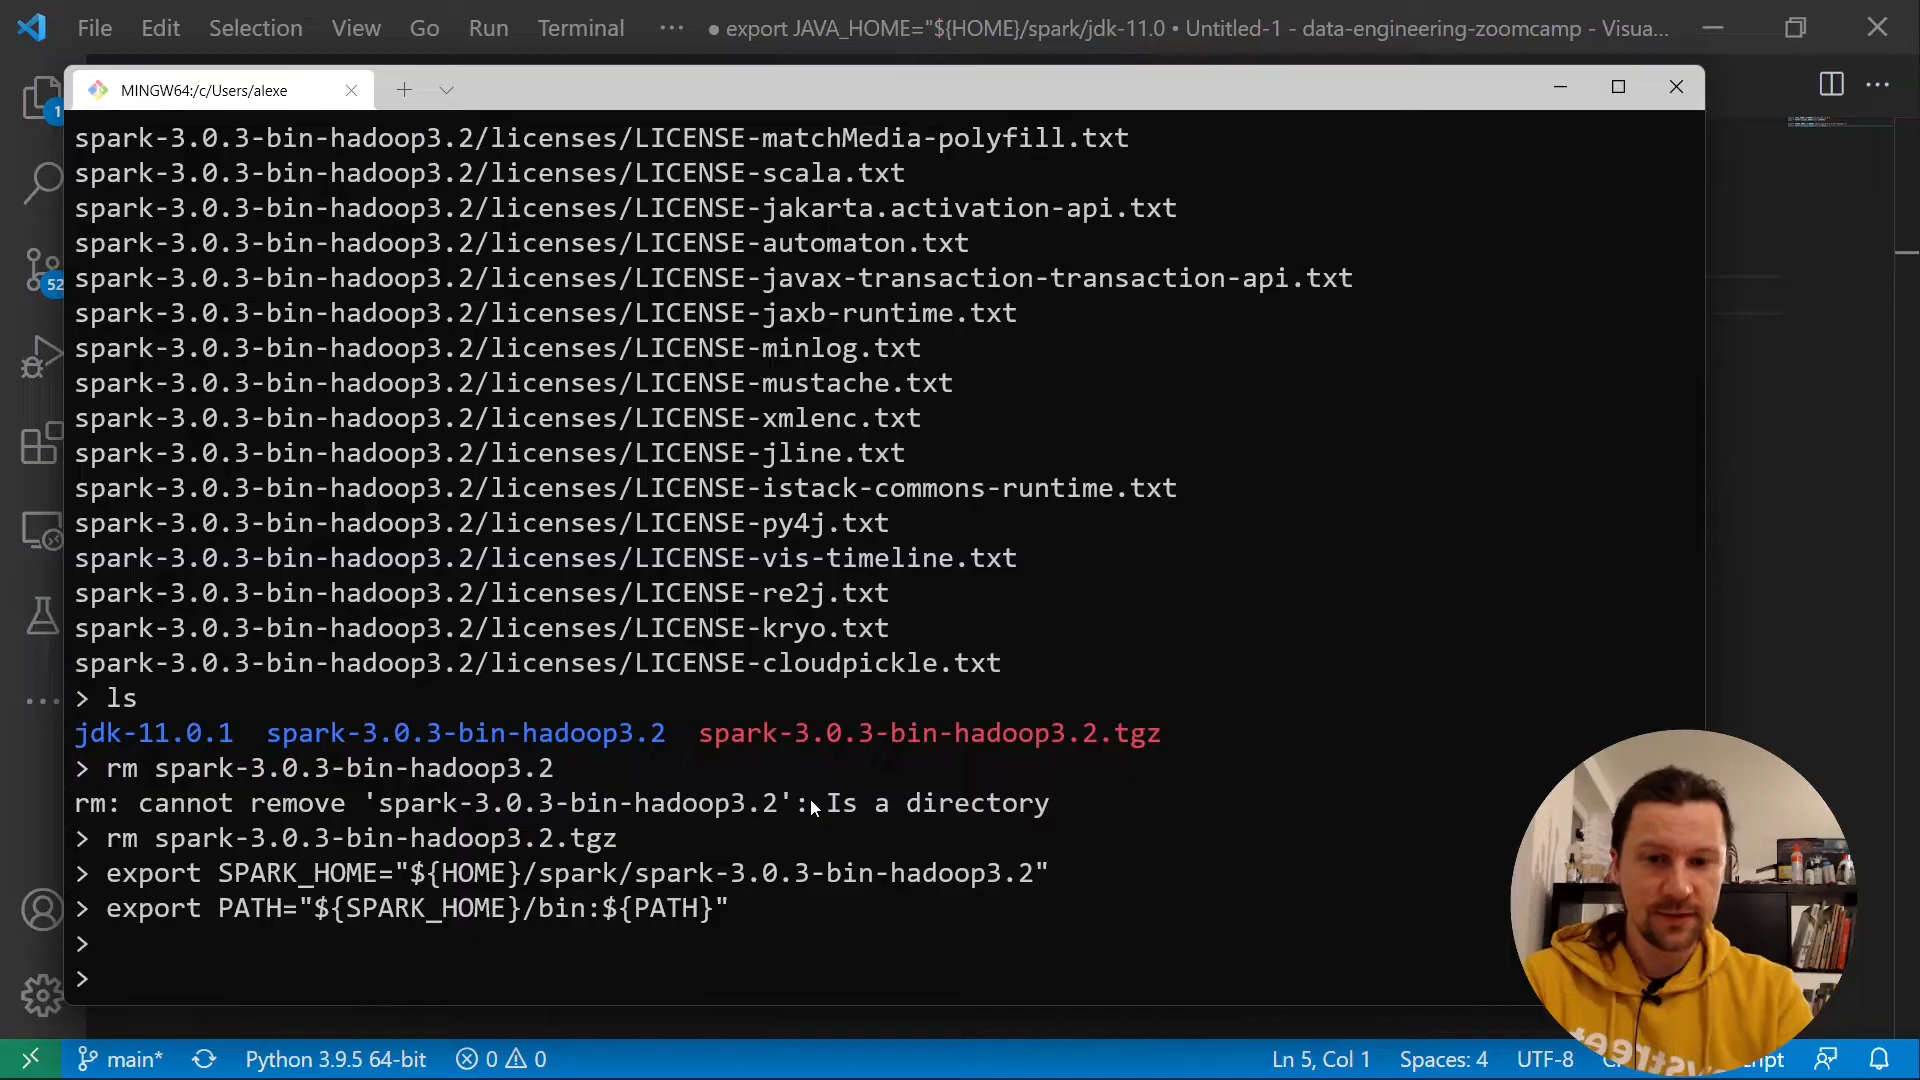 File Edit Selection View Go Run Terminal ··· ● export JAVA_HOME="${HOME}/spark/jdk-11.0 • Untitled-1 - data-engineering-zoomcamp - Visua...
MINGW64:/c/Users/alexe
1
52
spark-3.0.3-bin-hadoop3.2/licenses/LICENSE-matchMedia-polyfill.txt
spark-3.0.3-bin-hadoop3.2/licenses/LICENSE-scala.txt
spark-3.0.3-bin-hadoop3.2/licenses/LICENSE-jakarta.activation-api.txt
spark-3.0.3-bin-hadoop3.2/licenses/LICENSE-automaton.txt
spark-3.0.3-bin-hadoop3.2/licenses/LICENSE-javax-transaction-transaction-api.txt
spark-3.0.3-bin-hadoop3.2/licenses/LICENSE-jaxb-runtime.txt
spark-3.0.3-bin-hadoop3.2/licenses/LICENSE-minlog.txt
spark-3.0.3-bin-hadoop3.2/licenses/LICENSE-mustache.txt
spark-3.0.3-bin-hadoop3.2/licenses/LICENSE-xmlenc.txt
spark-3.0.3-bin-hadoop3.2/licenses/LICENSE-jline.txt
spark-3.0.3-bin-hadoop3.2/licenses/LICENSE-istack-commons-runtime.txt
spark-3.0.3-bin-hadoop3.2/licenses/LICENSE-py4j.txt
spark-3.0.3-bin-hadoop3.2/licenses/LICENSE-vis-timeline.txt
spark-3.0.3-bin-hadoop3.2/licenses/LICENSE-re2j.txt
spark-3.0.3-bin-hadoop3.2/licenses/LICENSE-kryo.txt
spark-3.0.3-bin-hadoop3.2/licenses/LICENSE-cloudpickle.txt
> ls
jdk-11.0.1 spark-3.0.3-bin-hadoop3.2 spark-3.0.3-bin-hadoop3.2.tgz
> rm spark-3.0.3-bin-hadoop3.2
rm: cannot remove 'spark-3.0.3-bin-hadoop3.2': Is a directory
> rm spark-3.0.3-bin-hadoop3.2.tgz
> export SPARK_HOME="${HOME}/spark/spark-3.0.3-bin-hadoop3.2"
> export PATH="${SPARK_HOME}/bin:${PATH}"
>
>
main* Python 3.9.5 64-bit 0 0 Ln 5, Col 1 Spaces: 4 UTF-8